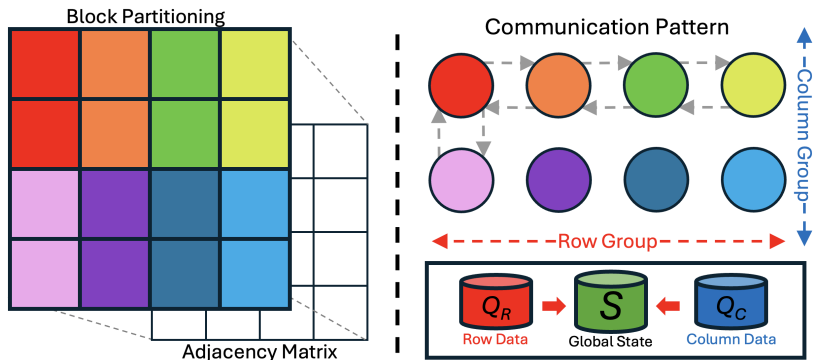 Block Partitioning
Adjacency Matrix
Communication Pattern
Column Group
Row Group
Q_R
S
Q_C
Row Data
Global State
Column Data